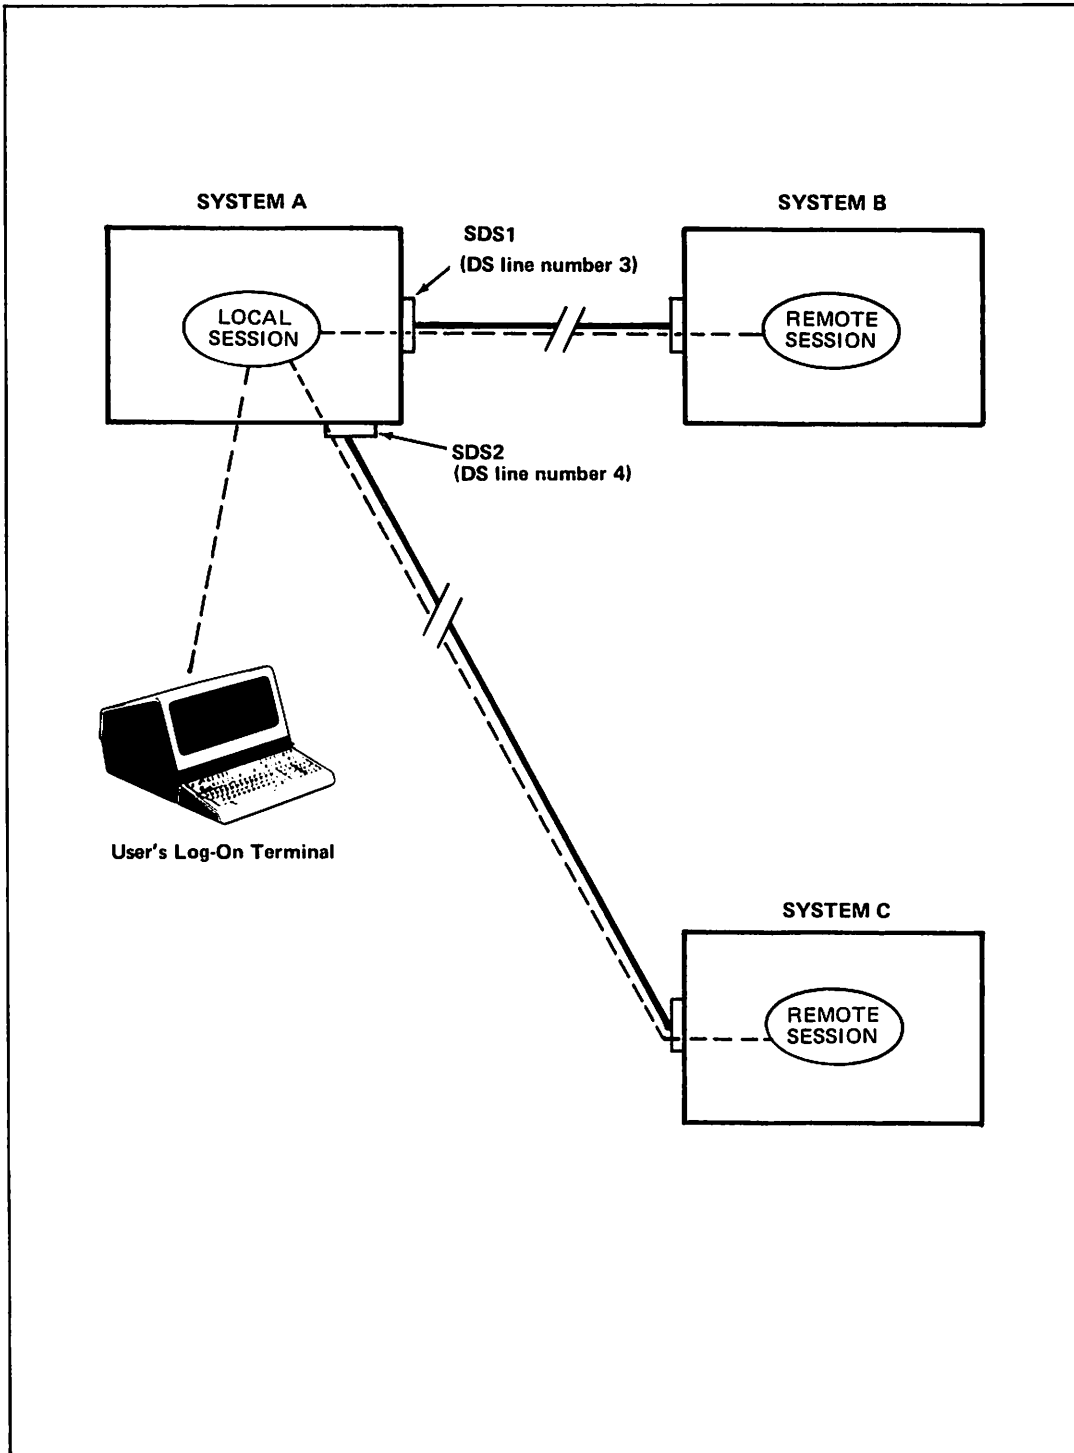 SYSTEM A
SYSTEM B
SDS1
(DS line number 3)
LOCAL
SESSION
REMOTE
SESSION
SDS2
(DS line number 4)
User's Log-On Terminal
SYSTEM C
REMOTE
SESSION